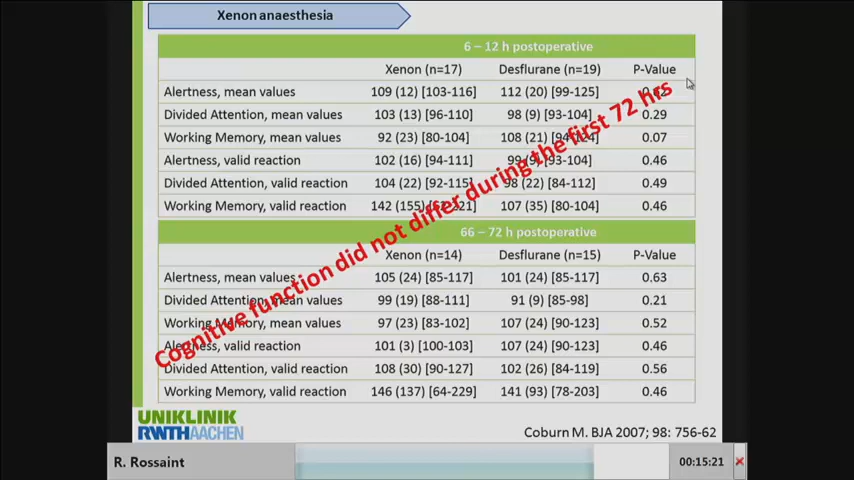 Xenon anaesthesia
6 – 12 h postoperative
Xenon (n=17) Desflurane (n=19) P-Value
Alertness, mean values 109 (12) [103-116] 112 (20) [99-125]
Divided Attention, mean values 103 (13) [96-110] 98 (9) [93-104] 0.29
Working Memory, mean values 92 (23) [80-104] 108 (21) 0.07
Alertness, valid reaction 102 (16) [94-111] [93-104] 0.46
Divided Attention, valid reaction 104 (22) [92-115] 98 (22) [84-112] 0.49
Working Memory, valid reaction 142 (155) 107 (35) [80-104] 0.46
66 – 72 h postoperative
Xenon (n=14) Desflurane (n=15) P-Value
Alertness, mean values 105 (24) [85-117] 101 (24) [85-117] 0.63
Divided Attention, mean values 99 (19) [88-111] 91 (9) [85-98] 0.21
Working Memory, mean values 97 (23) [83-102] 107 (24) [90-123] 0.52
Alertness, valid reaction 101 (3) [100-103] 107 (24) [90-123] 0.46
Divided Attention, valid reaction 108 (30) [90-127] 102 (26) [84-119] 0.56
Working Memory, valid reaction 146 (137) [64-229] 141 (93) [78-203] 0.46
Cognitive function did not differ during the first 72 hrs
UNIKLINIK
RWTHAACHEN
Coburn M. BJA 2007; 98: 756-62
R. Rossaint 00:15:21